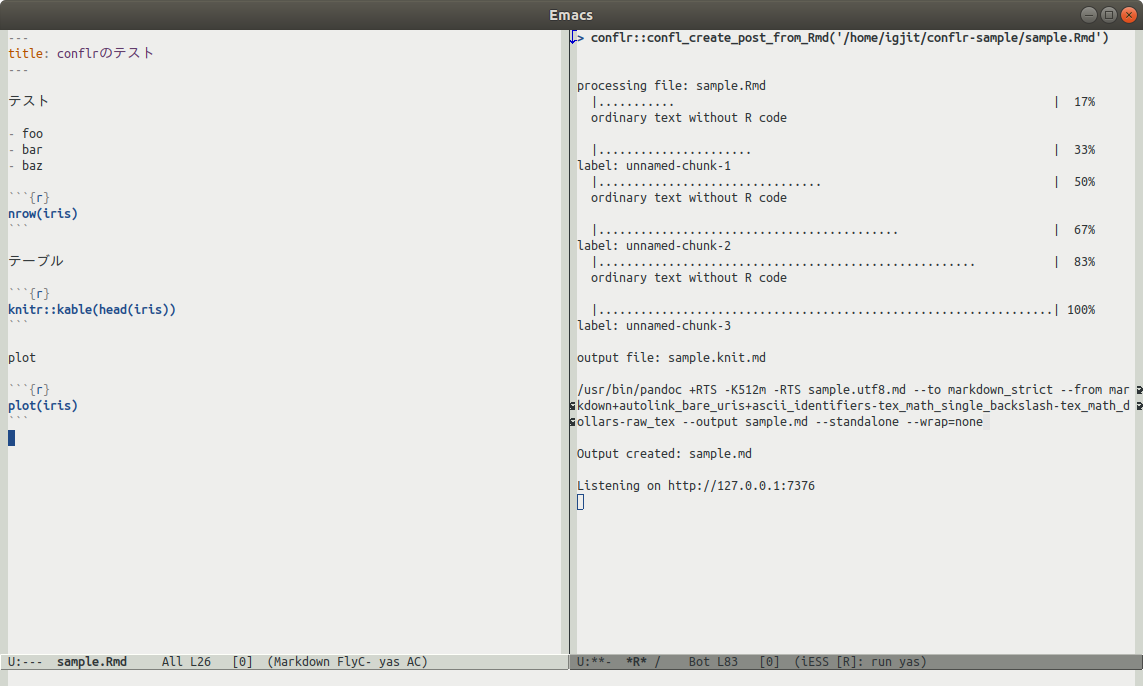 Emacs
---
title: conflrのテスト
---
テスト
- foo
- bar
- baz
```{r}
nrow(iris)
```
テーブル
```{r}
knitr::kable(head(iris))
```
plot
```{r}
plot(iris)
```
U:---  sample.Rmd     All L26   [0]  (Markdown FlyC- yas AC)
> conflr::confl_create_post_from_Rmd('/home/igjit/conflr-sample/sample.Rmd')
processing file: sample.Rmd
  |...........                                                      |  17%
  ordinary text without R code
  |......................                                           |  33%
label: unnamed-chunk-1
  |................................                                 |  50%
  ordinary text without R code
  |...........................................                      |  67%
label: unnamed-chunk-2
  |......................................................           |  83%
  ordinary text without R code
  |.................................................................| 100%
label: unnamed-chunk-3
output file: sample.knit.md
/usr/bin/pandoc +RTS -K512m -RTS sample.utf8.md --to markdown_strict --from mar
kdown+autolink_bare_uris+ascii_identifiers-tex_math_single_backslash-tex_math_d
ollars-raw_tex --output sample.md --standalone --wrap=none
Output created: sample.md
Listening on http://127.0.0.1:7376
U:**-  *R* /    Bot L83   [0]  (iESS [R]: run yas)